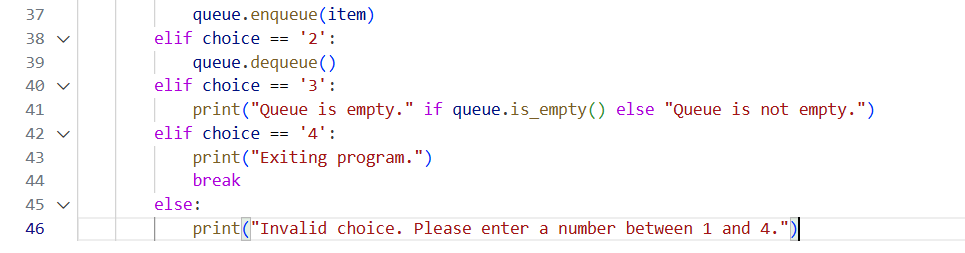 37 queue.enqueue(item)
38 elif choice == '2':
39 queue.dequeue()
40 elif choice == '3':
41 print("Queue is empty." if queue.is_empty() else "Queue is not empty.")
42 elif choice == '4':
43 print("Exiting program.")
44 break
45 else:
46 print("Invalid choice. Please enter a number between 1 and 4.")